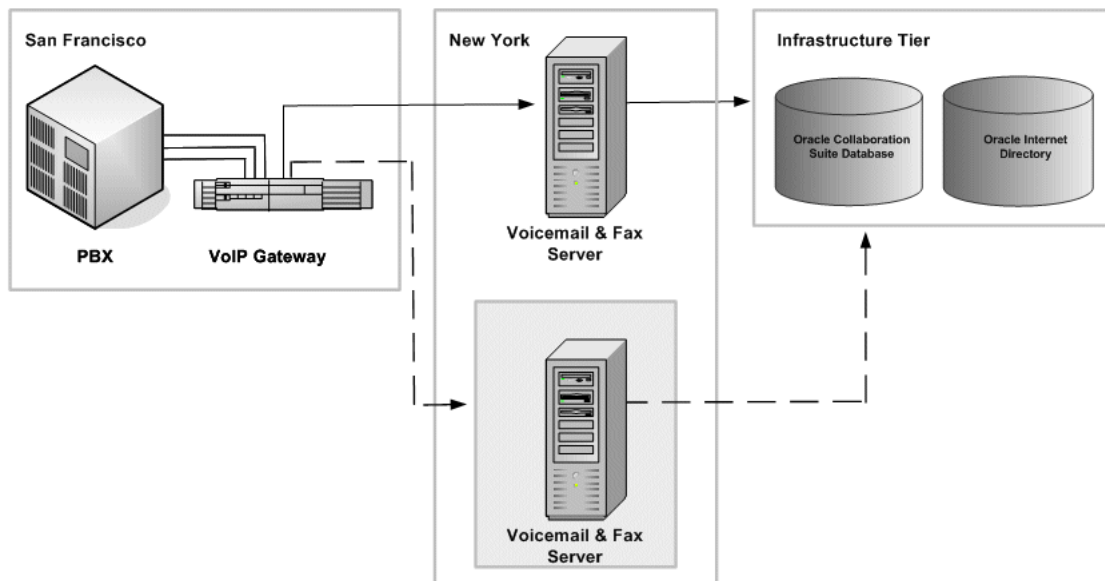 San Francisco
PBX
VoIP Gateway
New York
Voicemail & Fax
Server
Voicemail & Fax
Server
Infrastructure Tier
Oracle Collaboration
Suite Database
Oracle Internet
Directory